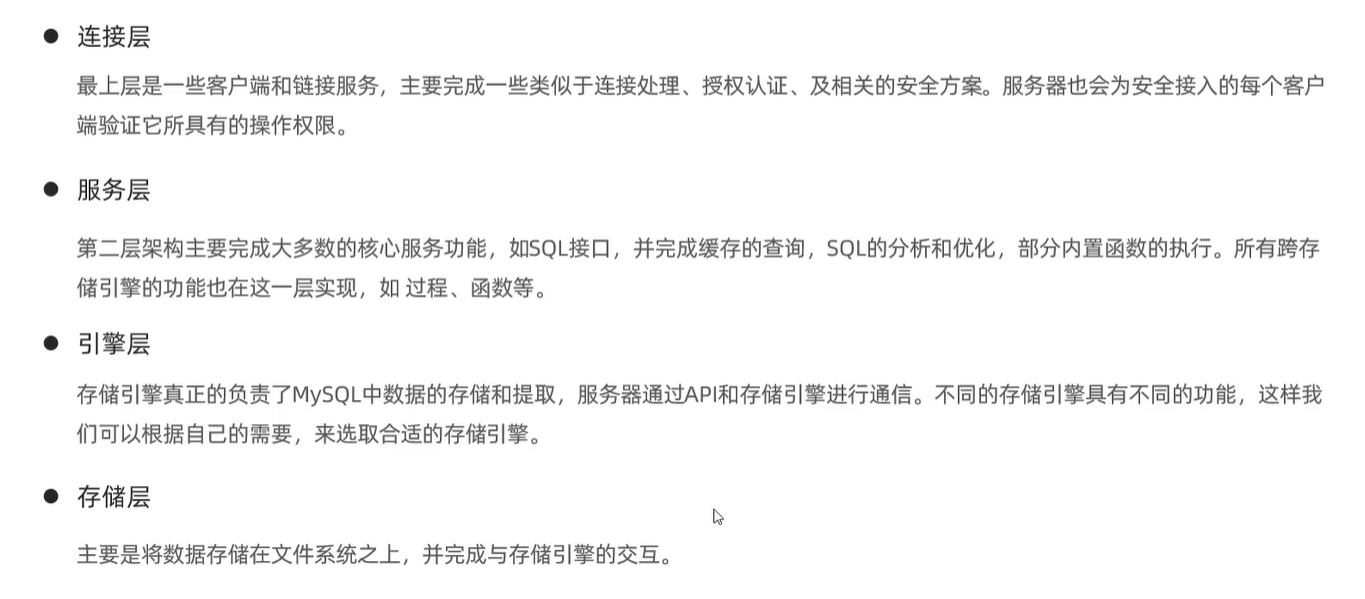 ● 连接层
最上层是一些客户端和链接服务，主要完成一些类似于连接处理、授权认证、及相关的安全方案。服务器也会为安全接入的每个客户
端验证它所具有的操作权限。
● 服务层
第二层架构主要完成大多数的核心服务功能，如SQL接口，并完成缓存的查询，SQL的分析和优化，部分内置函数的执行。所有跨存
储引擎的功能也在这一层实现，如 过程、函数等。
● 引擎层
存储引擎真正的负责了MySQL中数据的存储和提取，服务器通过API和存储引擎进行通信。不同的存储引擎具有不同的功能，这样我
们可以根据自己的需要，来选取合适的存储引擎。
● 存储层
主要是将数据存储在文件系统之上，并完成与存储引擎的交互。